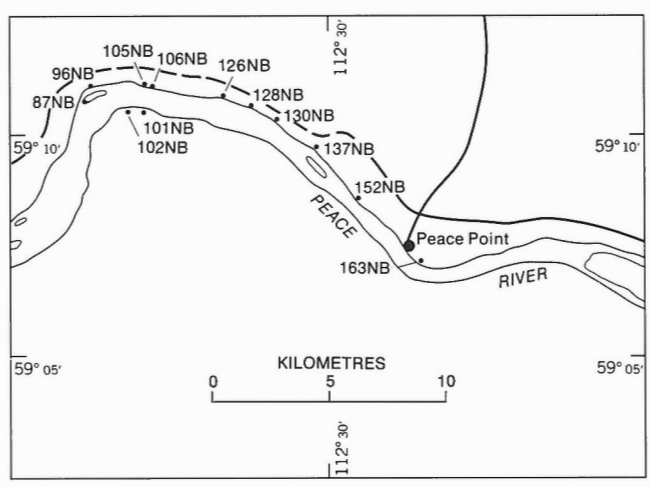 112° 30'
105NB
106NB
96NB
126NB
87NB
128NB
130NB
101NB
59° 10'
59° 10'
102NB
137NB
152NB
PEACE
Peace Point
163NB
RIVER
KILOMETRES
59° 05'
59° 05'
0 5 10
112° 30'